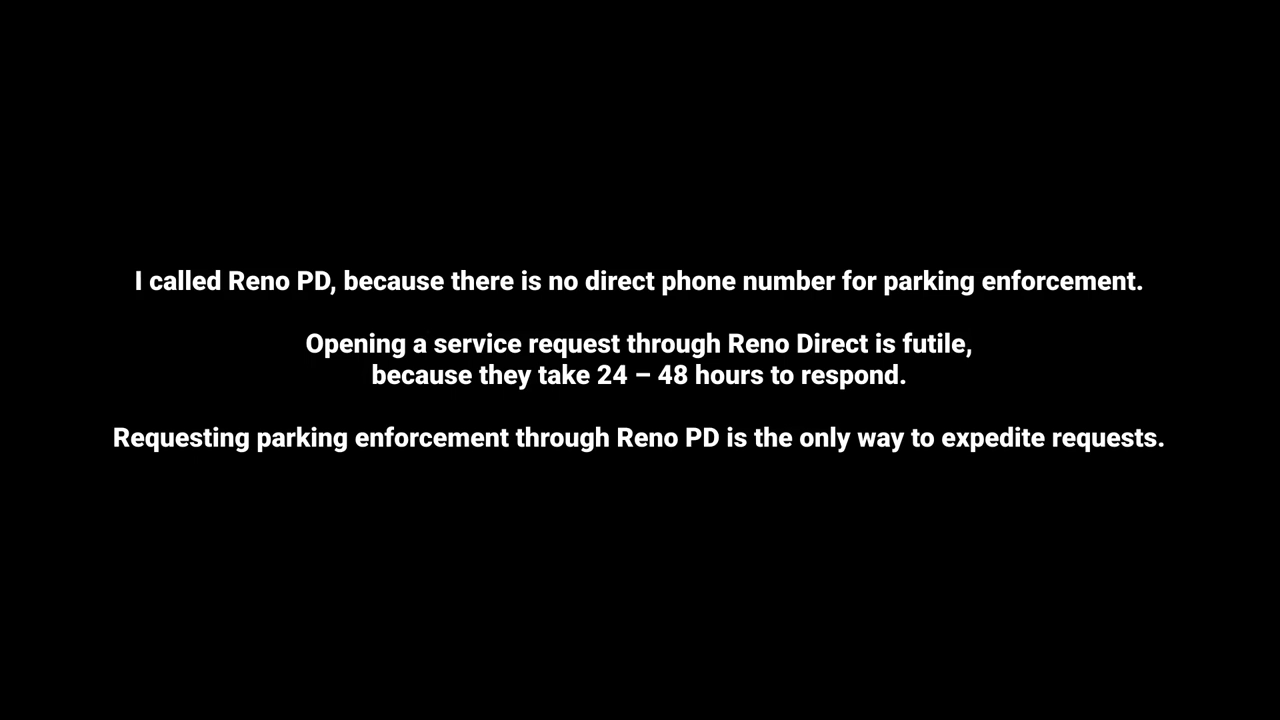 I called Reno PD, because there is no direct phone number for parking enforcement.
Opening a service request through Reno Direct is futile,
because they take 24 – 48 hours to respond.
Requesting parking enforcement through Reno PD is the only way to expedite requests.